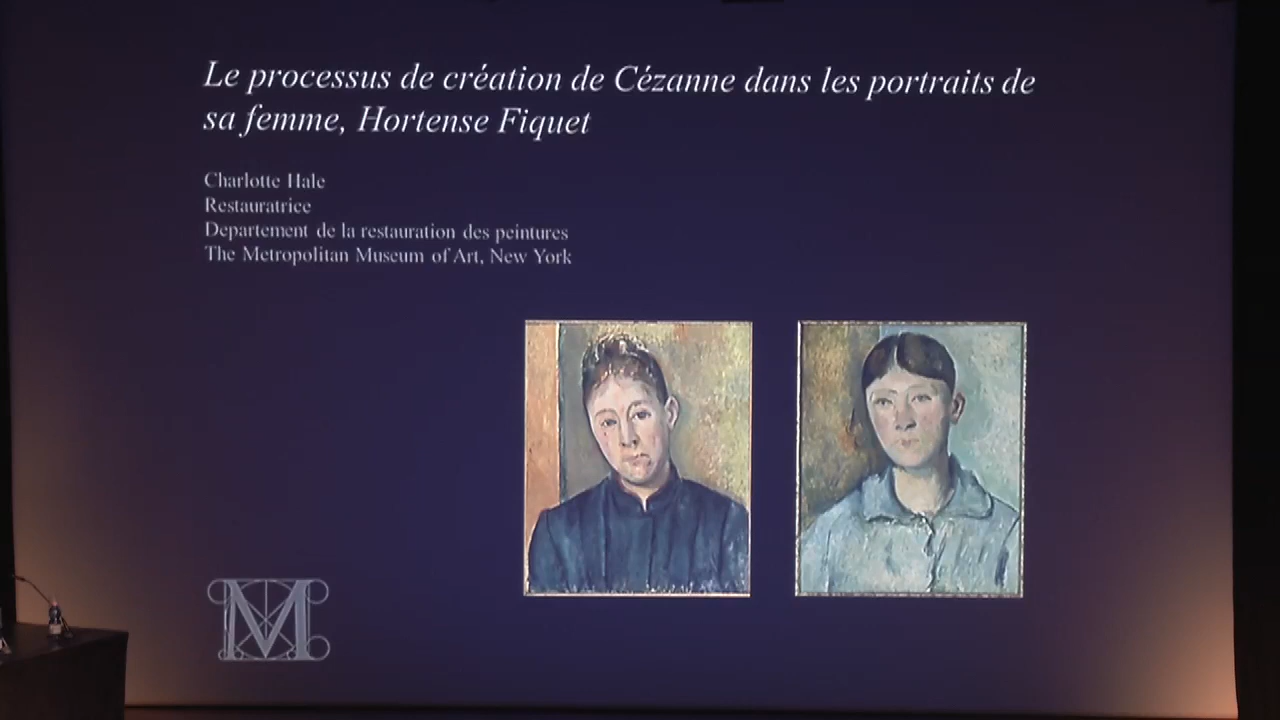 Le processus de création de Cézanne dans les portraits de
sa femme, Hortense Fiquet
Charlotte Hale
Restauratrice
Departement de la restauration des peintures
The Metropolitan Museum of Art, New York
M